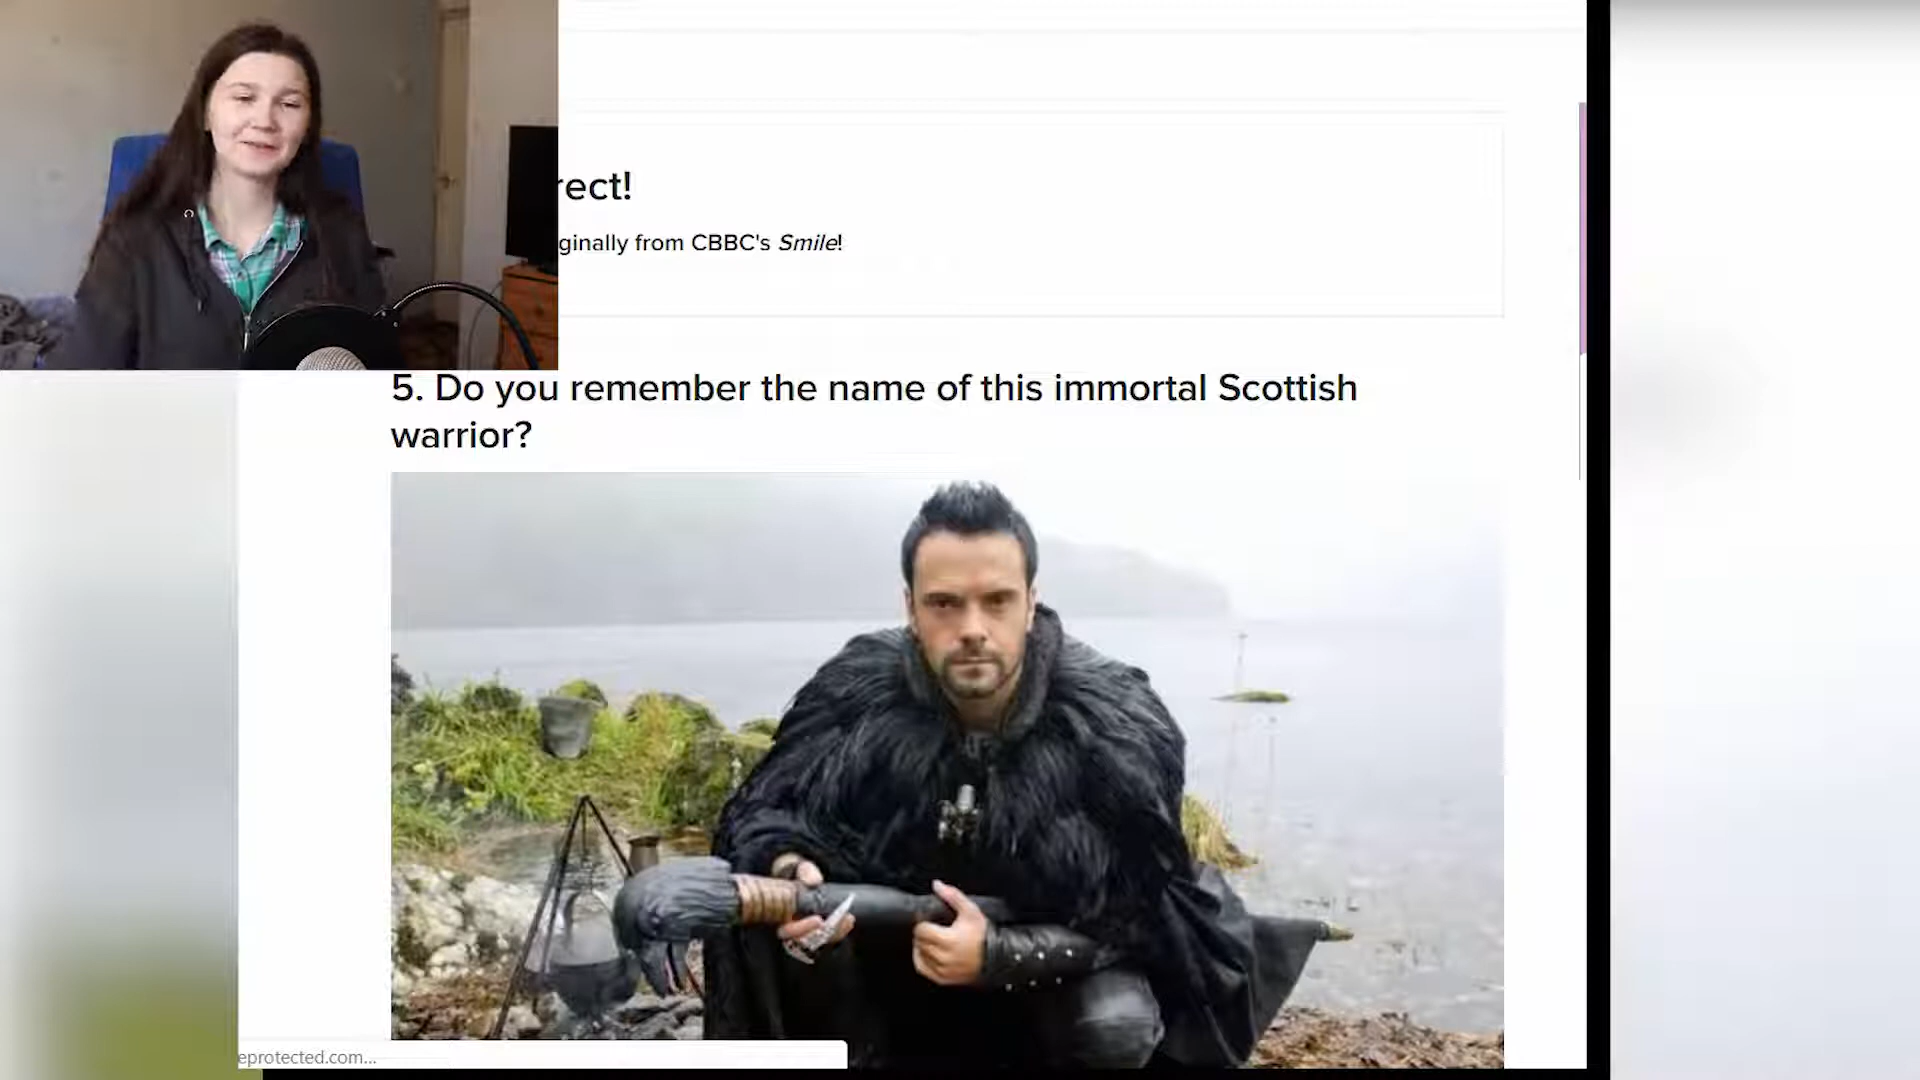 rect!
ginally from CBBC's Smile!
5. Do you remember the name of this immortal Scottish
warrior?
eprotected.com...